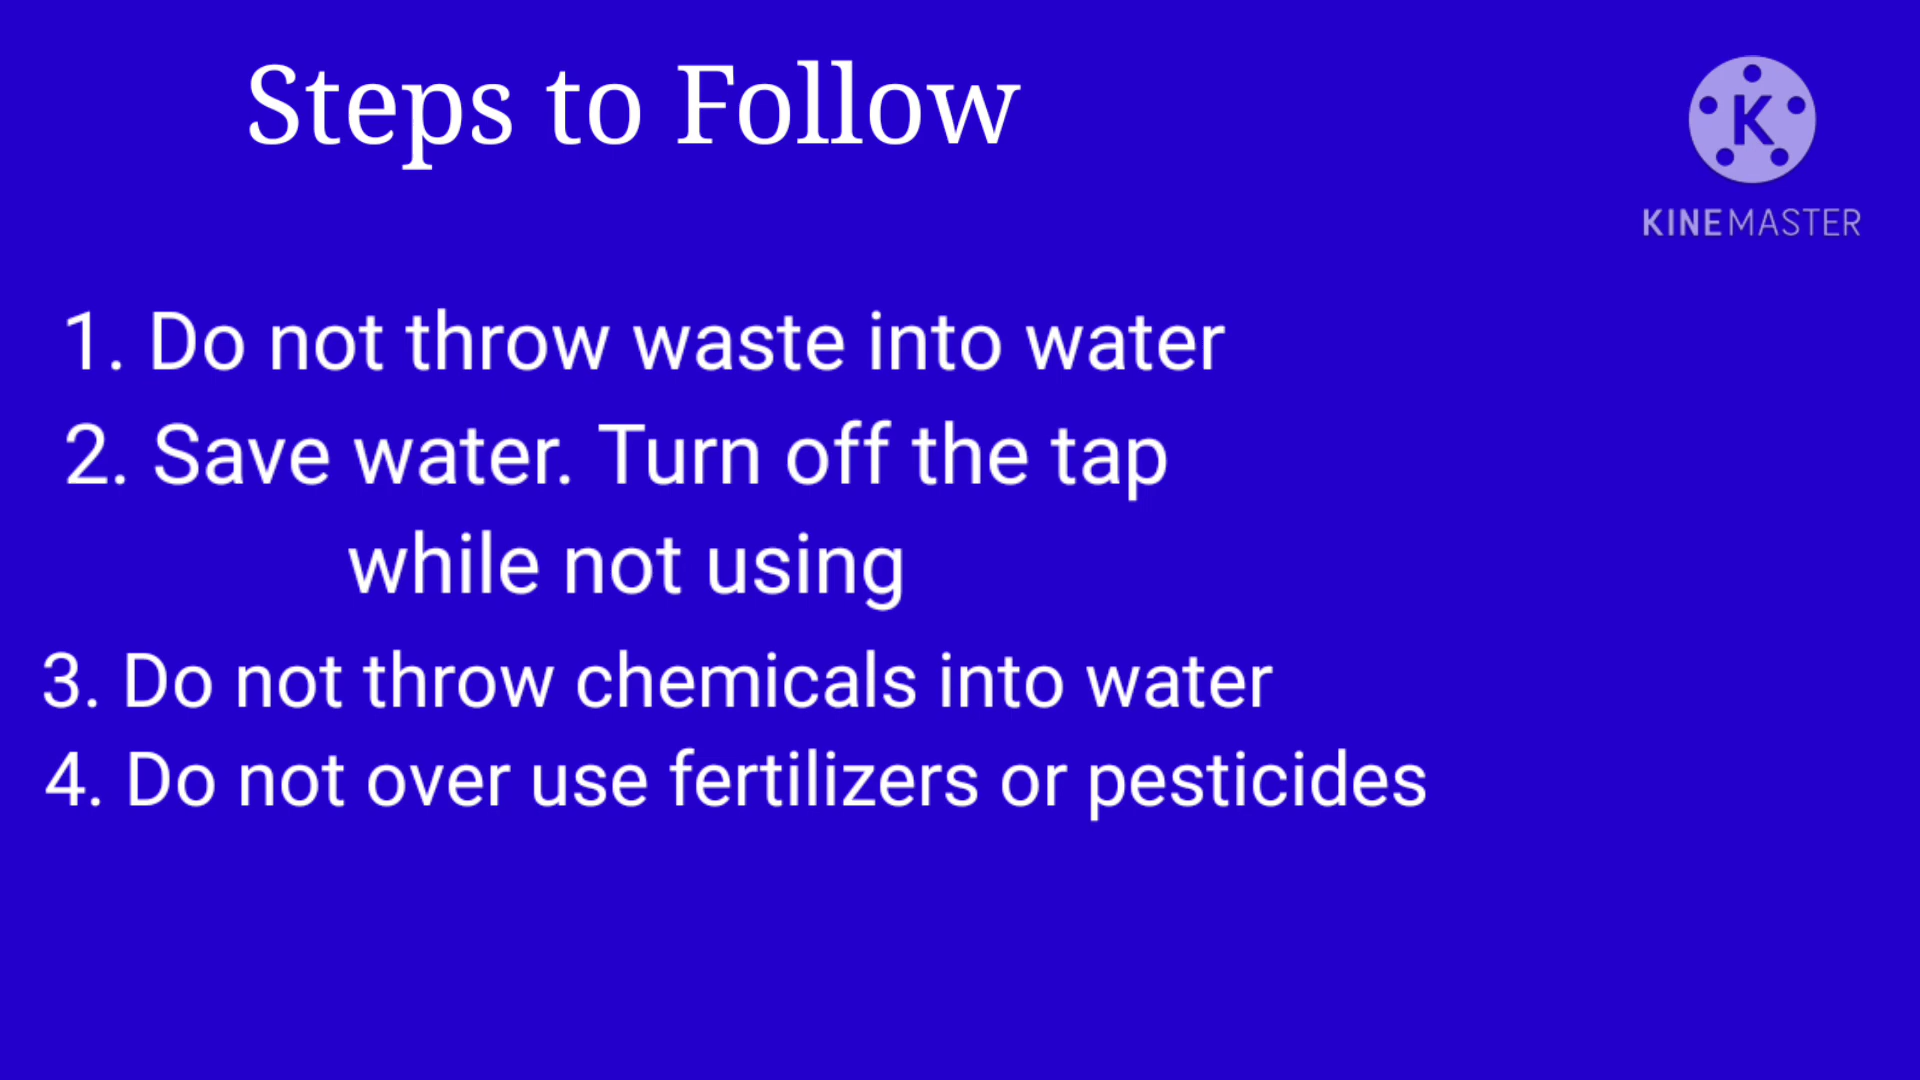 Steps to Follow
K
KINEMASTER
1. Do not throw waste into water
2. Save water. Turn off the tap
while not using
3. Do not throw chemicals into water
4. Do not over use fertilizers or pesticides